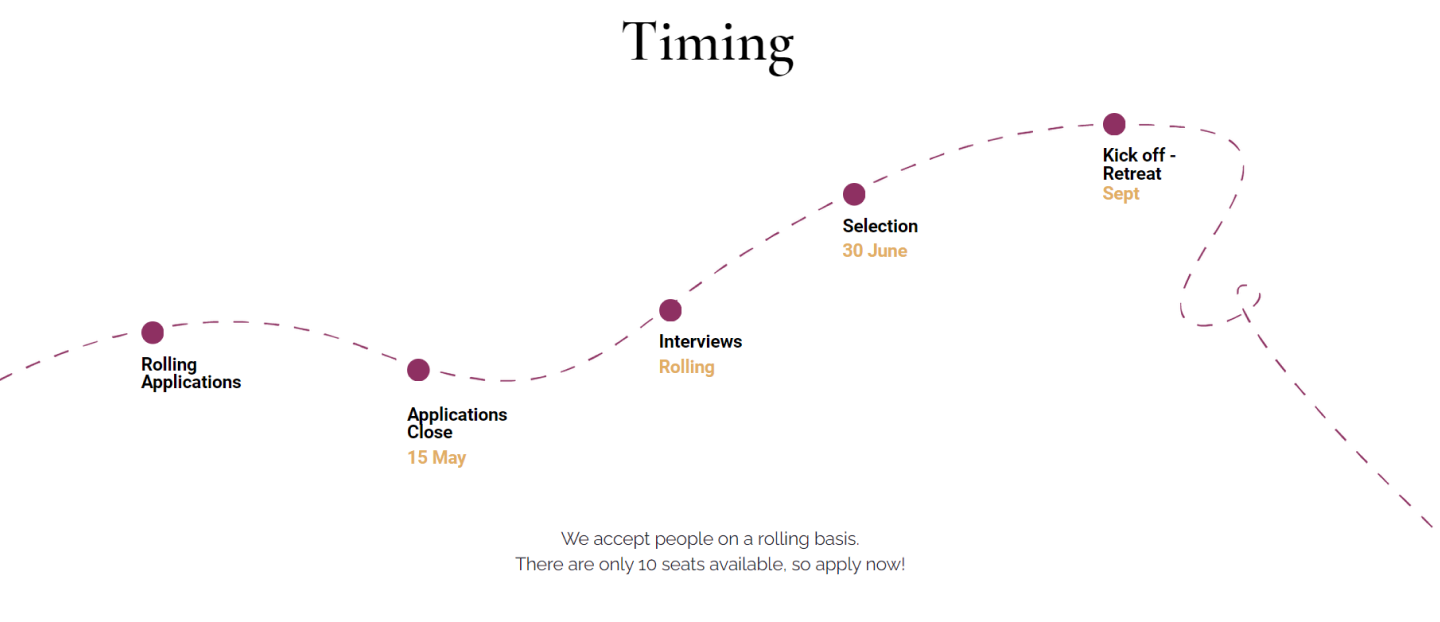 Timing
Rolling
Applications
Applications
Close
15 May
Interviews
Rolling
Selection
30 June
Kick off -
Retreat
Sept
We accept people on a rolling basis.
There are only 10 seats available, so apply now!